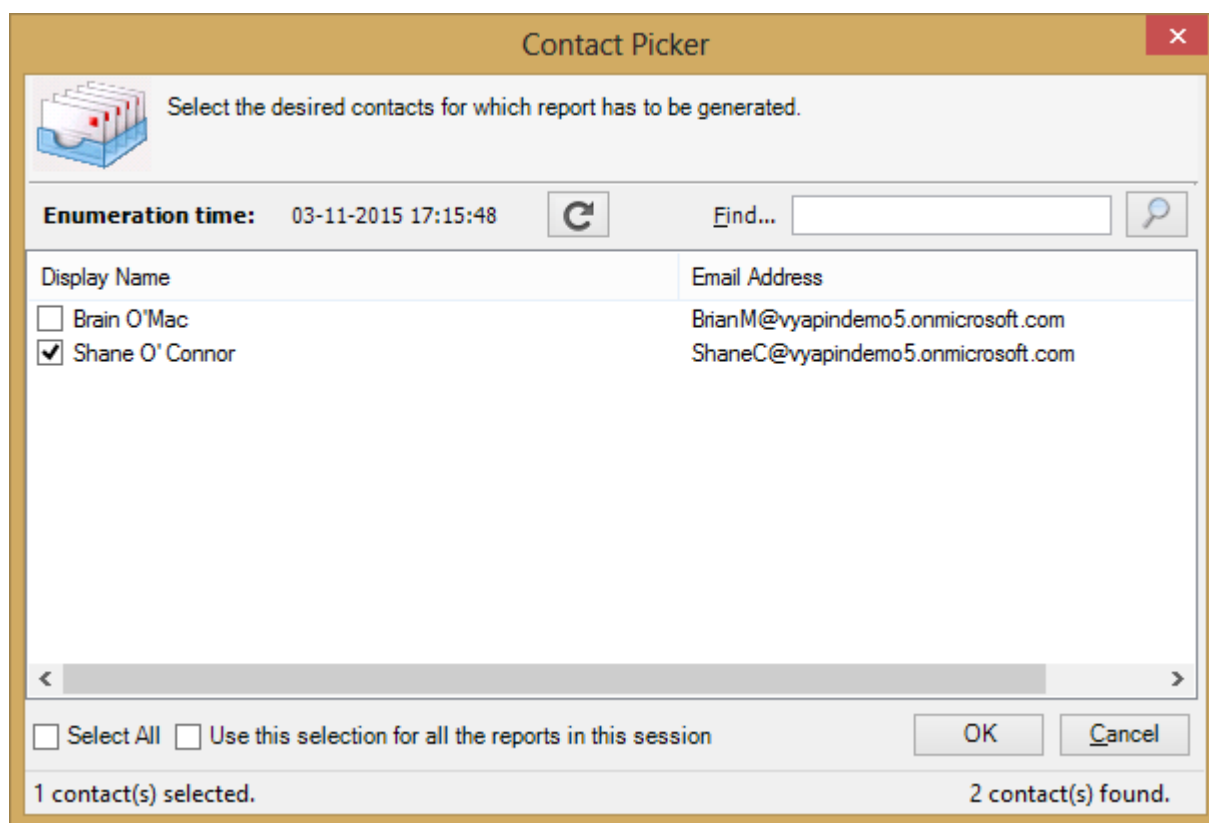 Contact Picker
Select the desired contacts for which report has to be generated.
Enumeration time: 03-11-2015 17:15:48 Find...
Display Name Email Address
Brain O'Mac BrianM@vyapindemo5.onmicrosoft.com
Shane O' Connor ShaneC@vyapindemo5.onmicrosoft.com
Select All Use this selection for all the reports in this session OK Cancel
1 contact(s) selected. 2 contact(s) found.